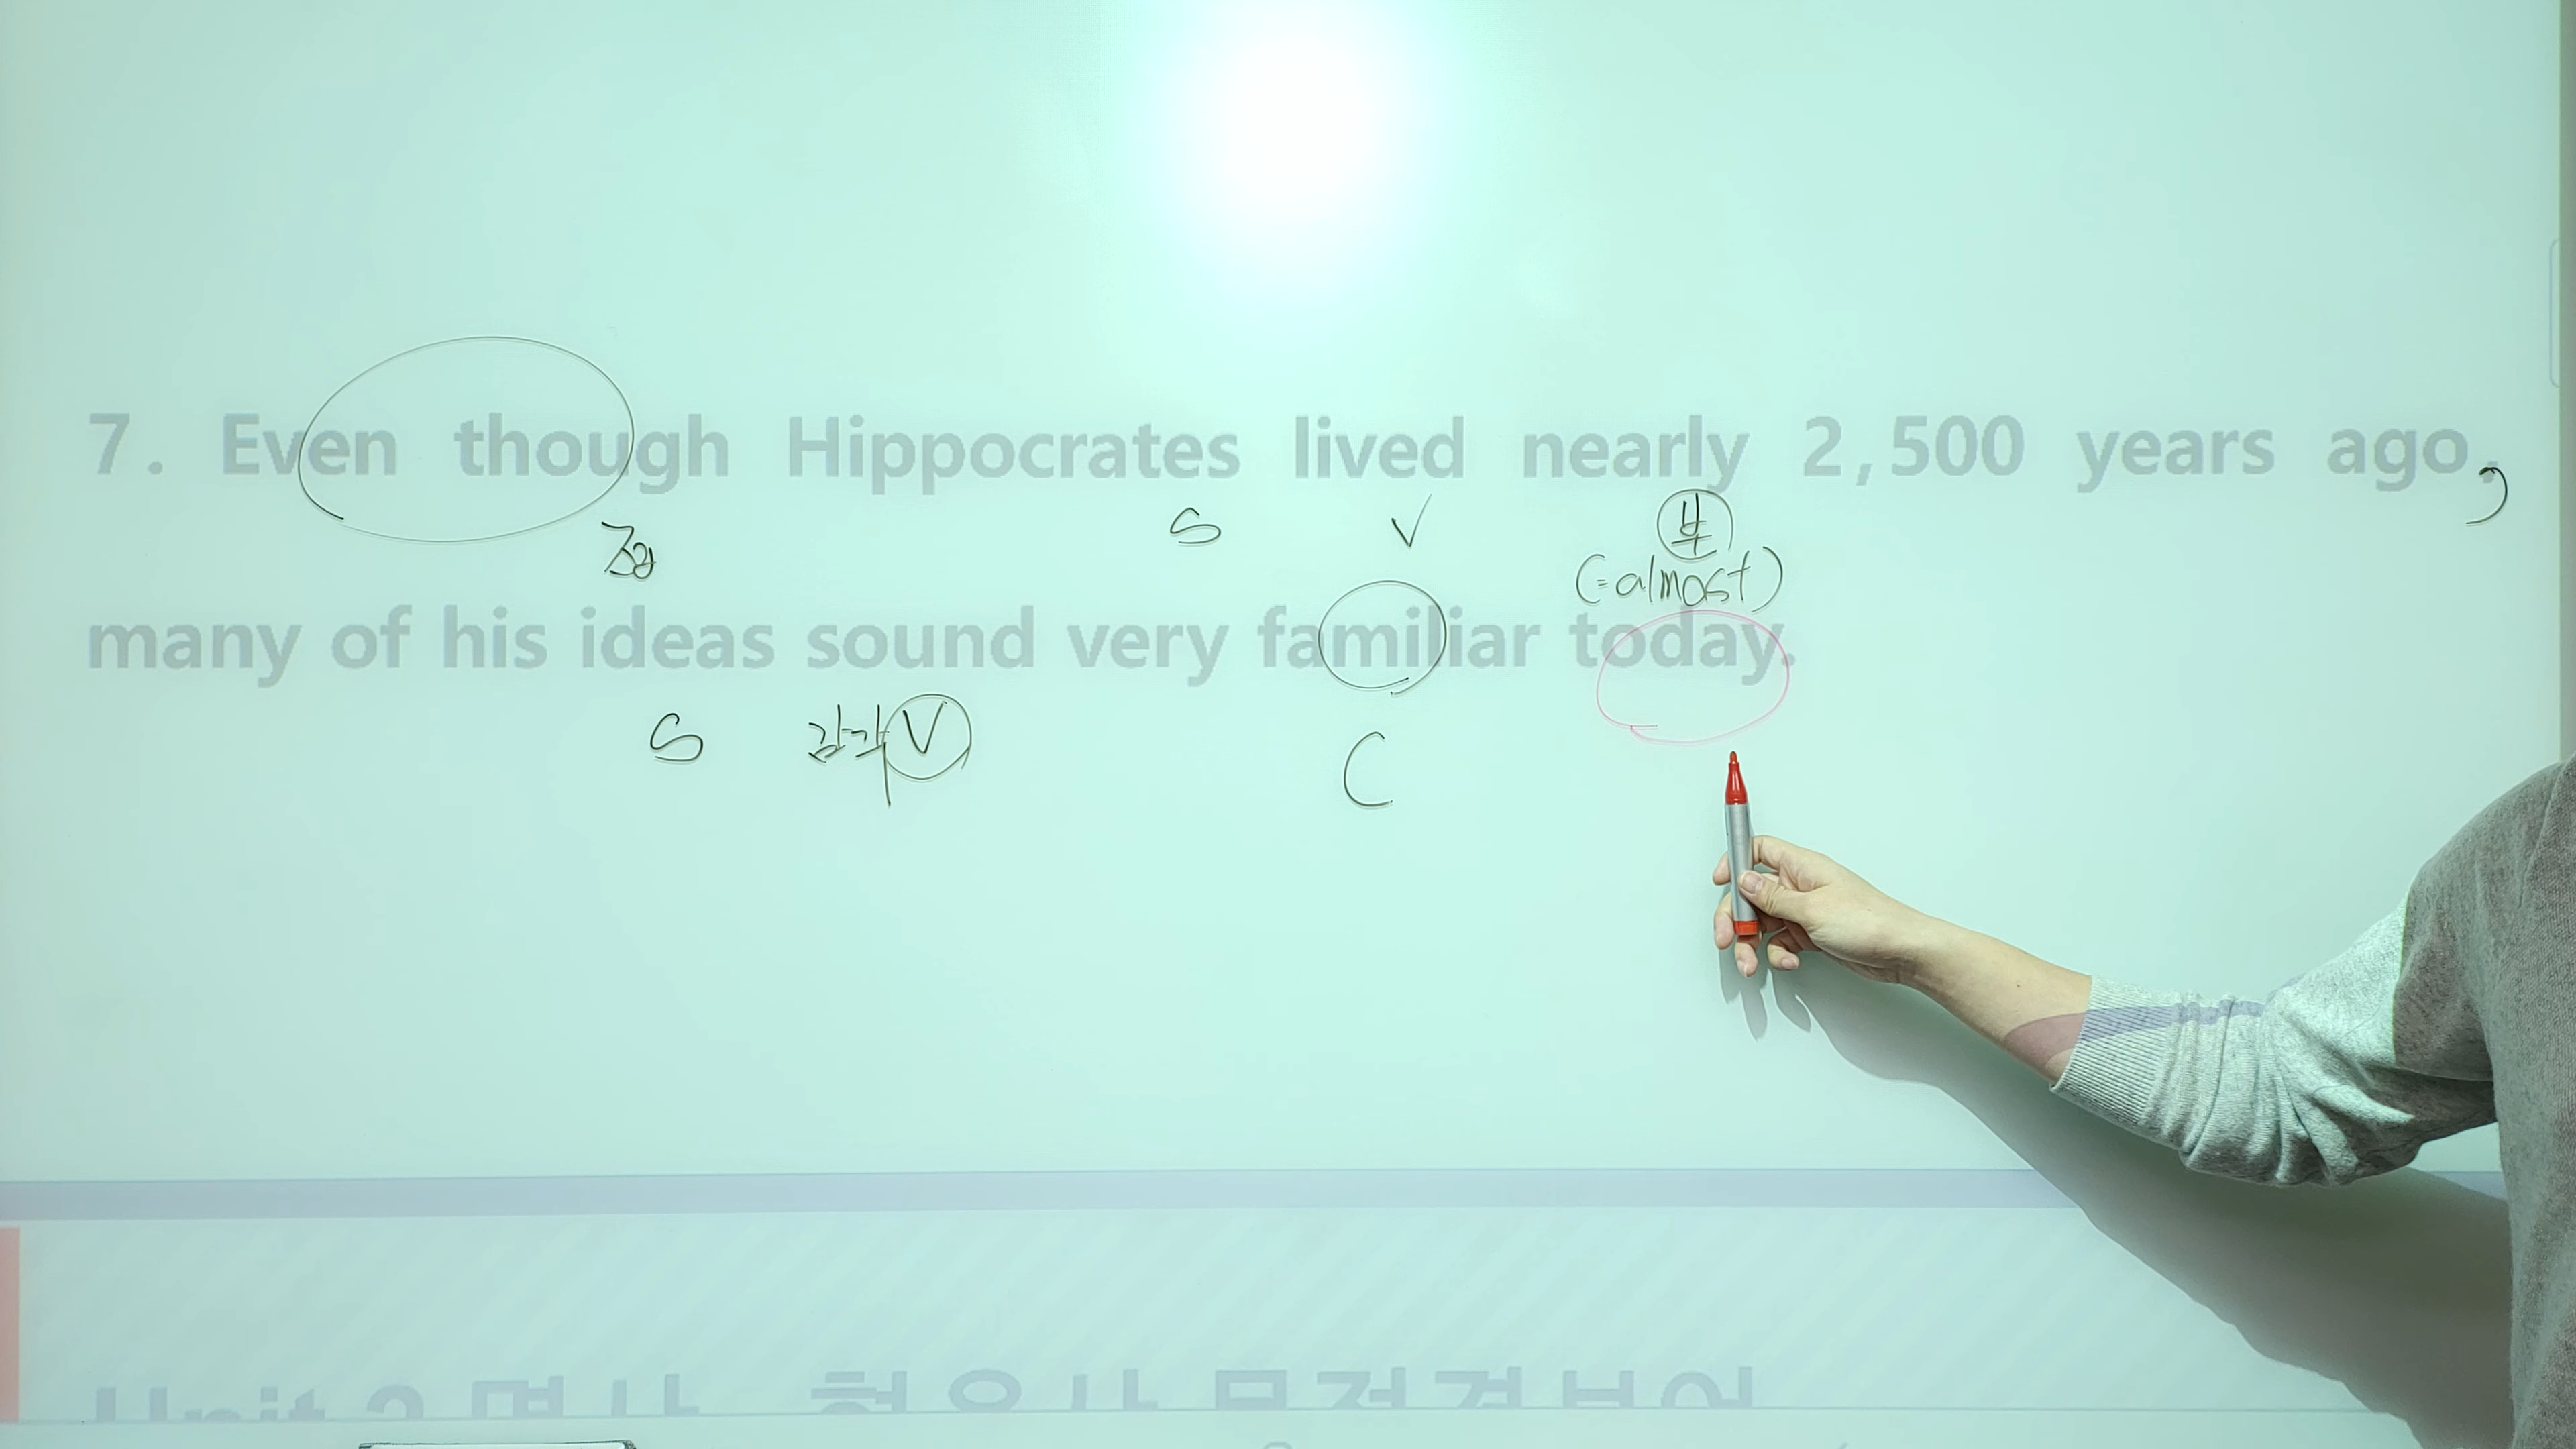 7. Even though Hippocrates lived nearly 2,500 years ago,
접 S V 부
(=almost)
many of his ideas sound very familiar today.
S 감각V C